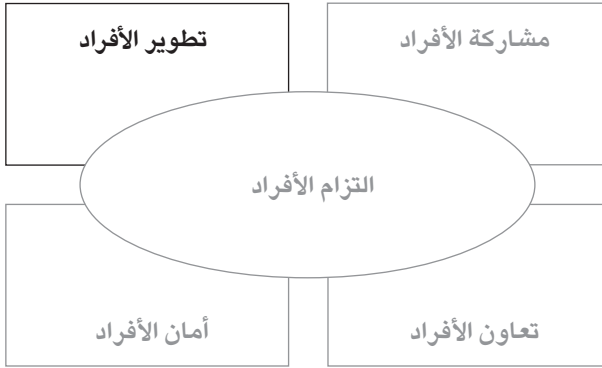 مشاركة الأفراد
تطوير الأفراد
التزام الأفراد
تعاون الأفراد
أمان الأفراد